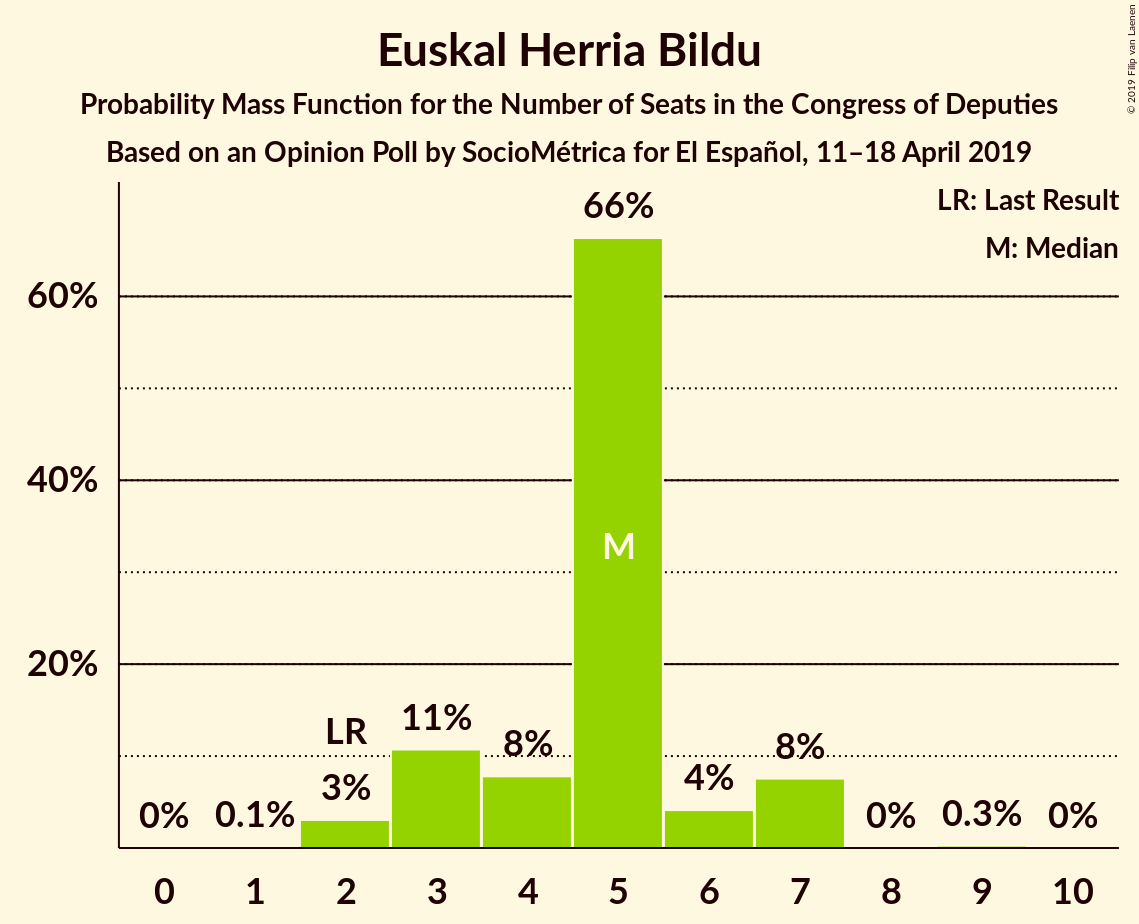 Euskal Herria Bildu
Probability Mass Function for the Number of Seats in the Congress of Deputies
Based on an Opinion Poll by SocioMétrica for El Español, 11–18 April 2019
© 2019 Filip van Laenen
LR: Last Result
M: Median
66%
60%
40%
M
20%
LR
0% 0.1% 3% 11% 8% 4% 8% 0% 0.3% 0%
0 1 2 3 4 5 6 7 8 9 10